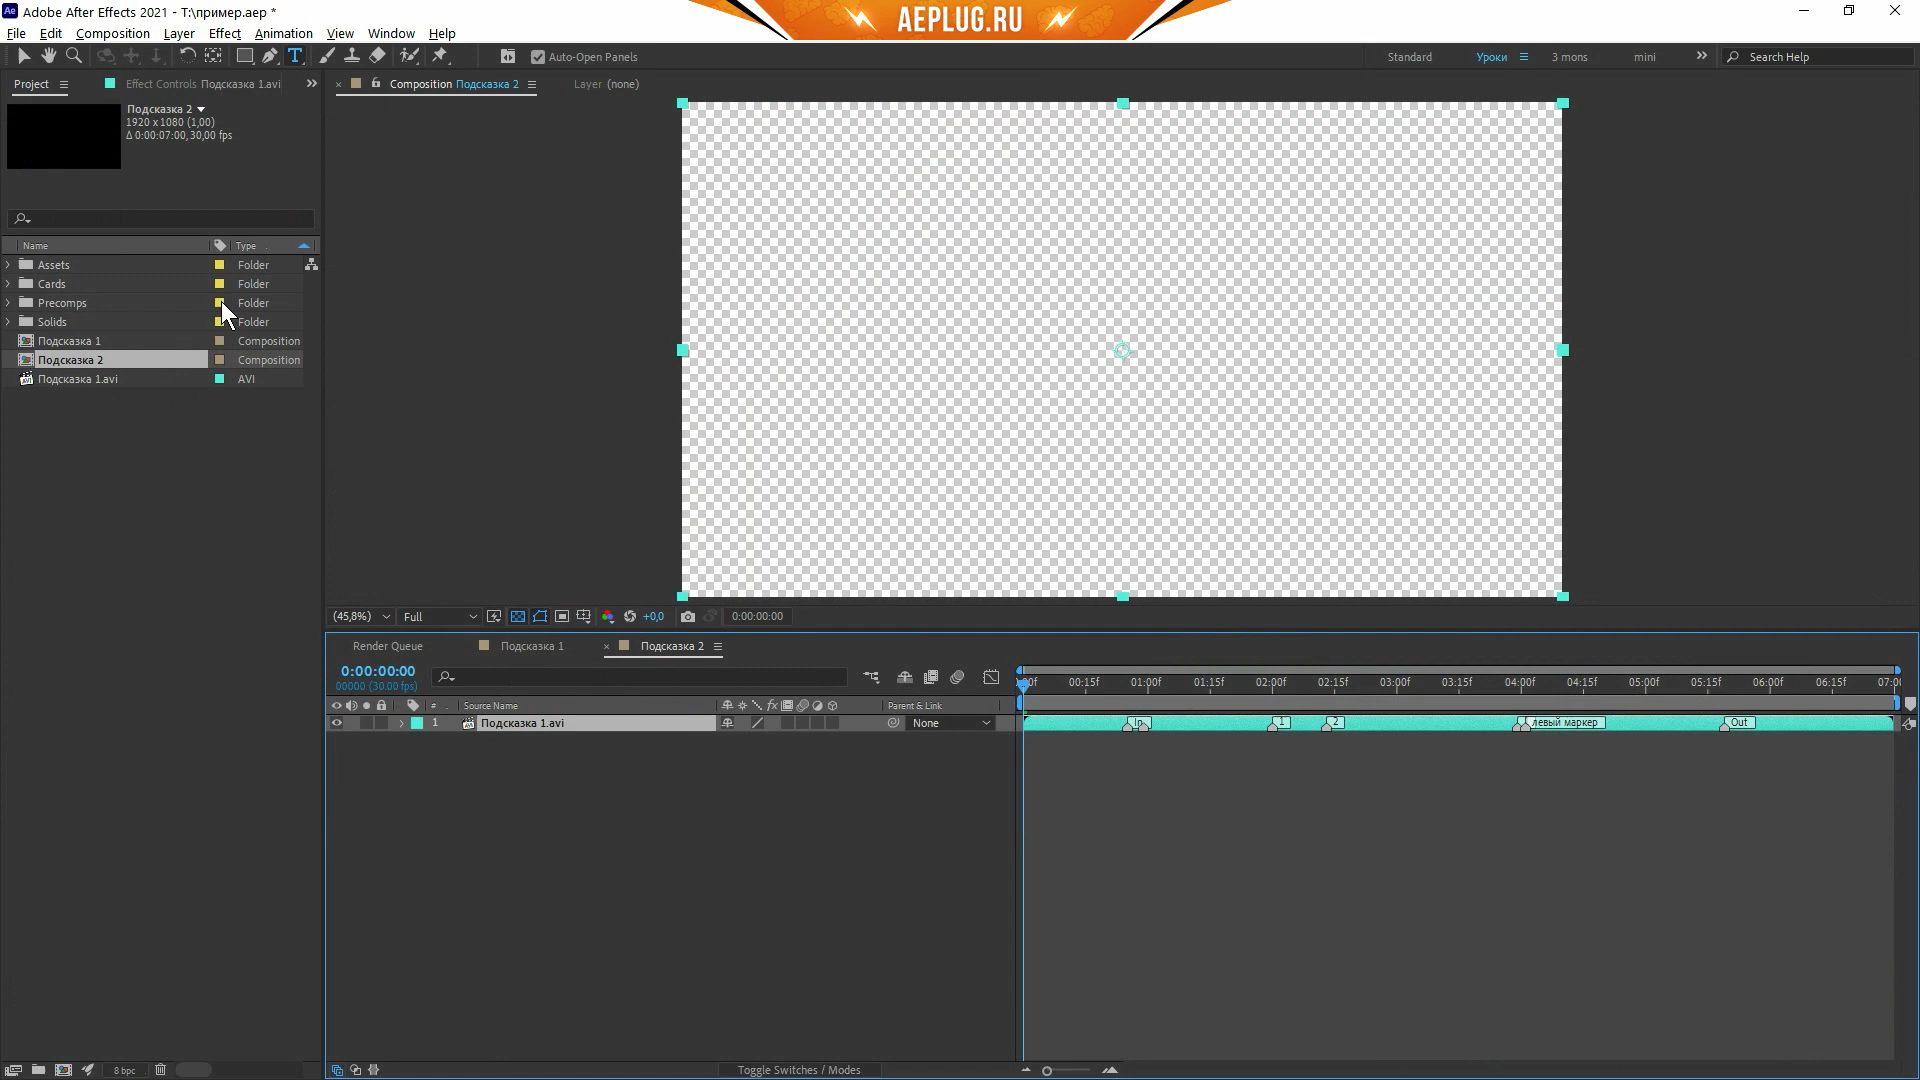 Adobe After Effects 2021 - T:\пример.aep *
AEPLUG.RU
File Edit Composition Layer Effect Animation View Window Help
Auto-Open Panels
Standard Уроки 3 mons mini Search Help
Project Effect Controls Подсказка 1.avi
Composition Подсказка 2
Layer (none)
Подсказка 2
1920 x 1080 (1,00)
Δ 0:00:07:00, 30,00 fps
Name Type
Assets Folder
Cards Folder
Precomps Folder
Solids Folder
Подсказка 1 Composition
Подсказка 2 Composition
Подсказка 1.avi AVI
(45,8%) Full +0,0 0:00:00:00
Render Queue Подсказка 1 × Подсказка 2
0:00:00:00
00000 (30.00 fps)
:00f 00:15f 01:00f 01:15f 02:00f 02:15f 03:00f 03:15f 04:00f 04:15f 05:00f 05:15f 06:00f 06:15f 07:0
# Source Name Parent & Link
1 Подсказка 1.avi None
In 1 2 левый маркер Out
8 bpc
Toggle Switches / Modes